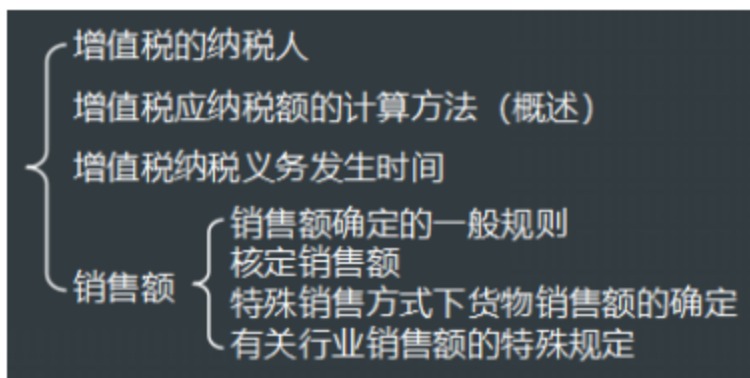 增值税的纳税人
增值税应纳税额的计算方法（概述）
增值税纳税义务发生时间
销售额
销售额确定的一般规则
核定销售额
特殊销售方式下货物销售额的确定
有关行业销售额的特殊规定